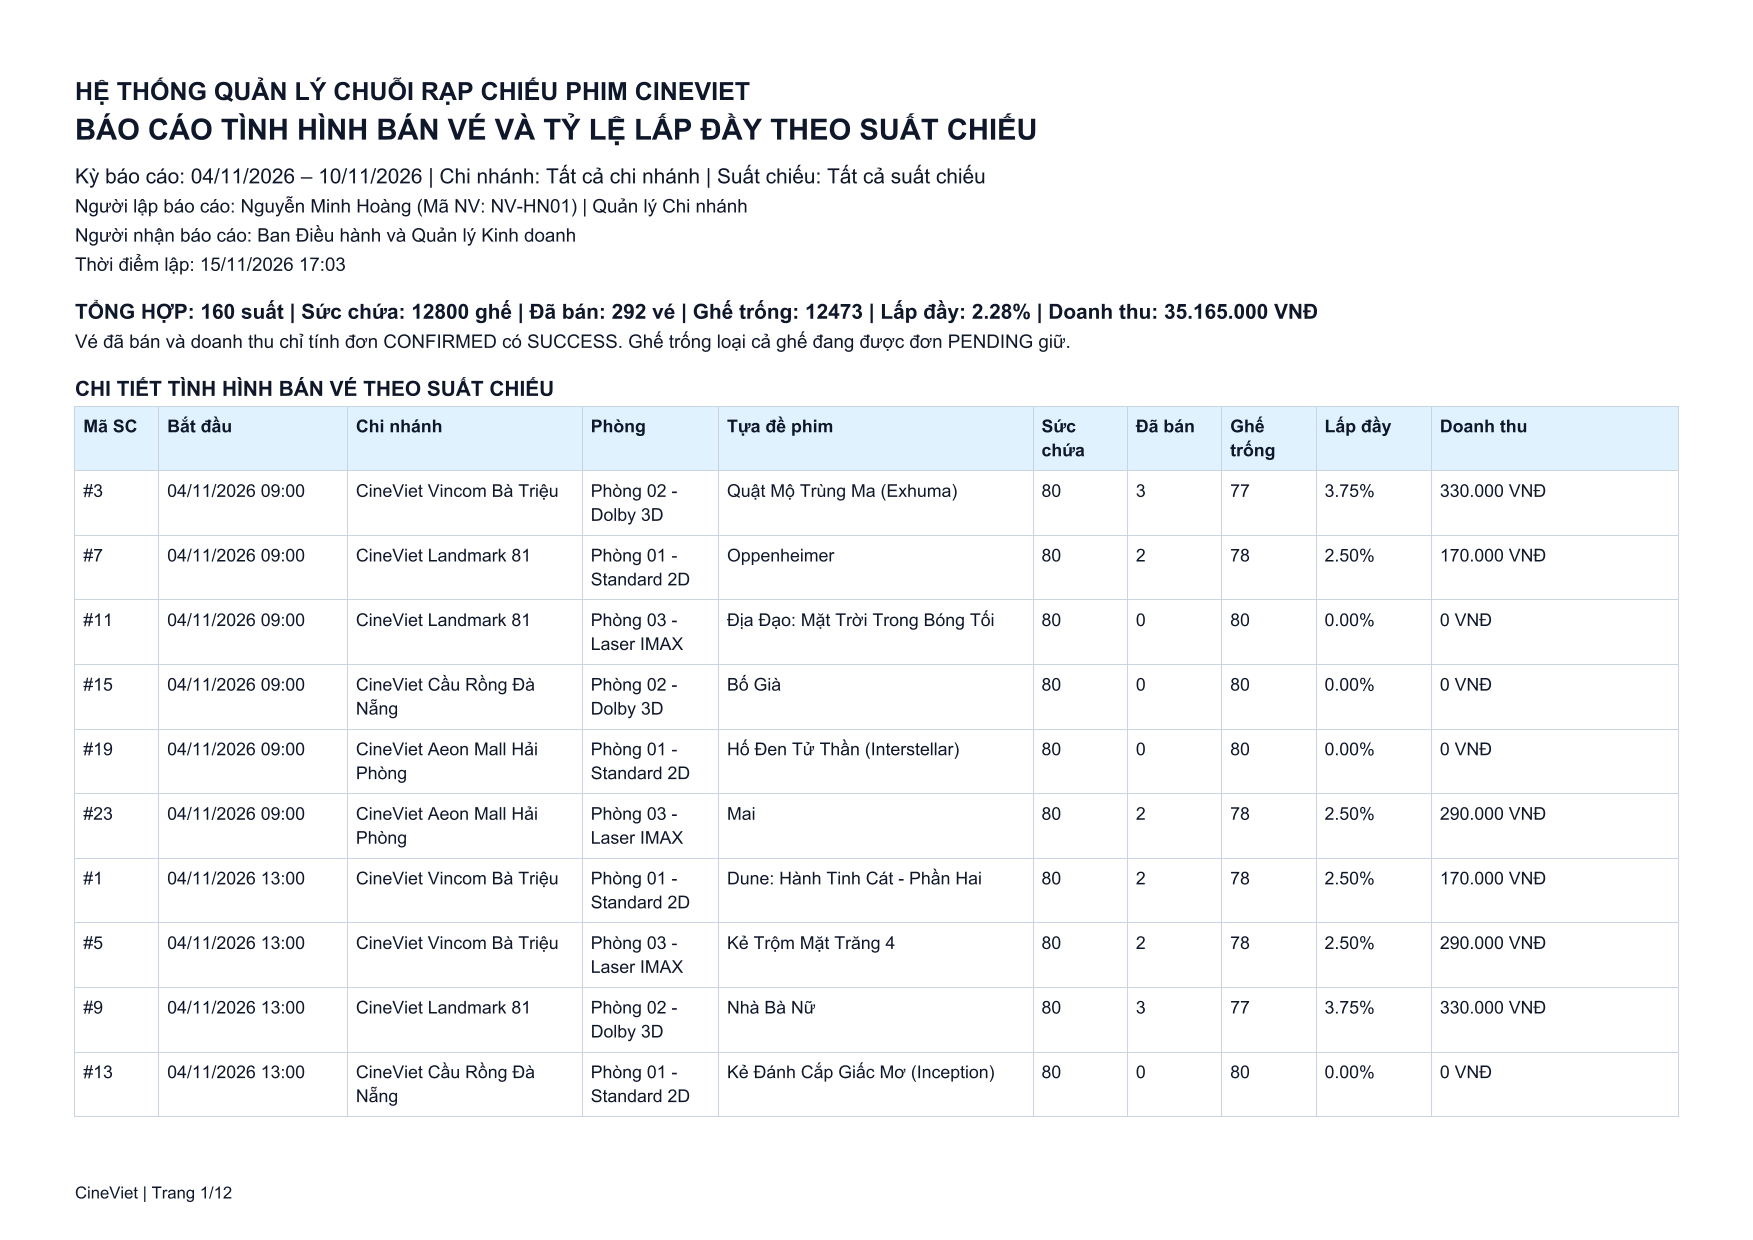 HỆ THỐNG QUẢN LÝ CHUỖI RẠP CHIẾU PHIM CINEVIET
BÁO CÁO TÌNH HÌNH BÁN VÉ VÀ TỶ LỆ LẤP ĐẦY THEO SUẤT CHIẾU
Kỳ báo cáo: 04/11/2026 – 10/11/2026 | Chi nhánh: Tất cả chi nhánh | Suất chiếu: Tất cả suất chiếu
Người lập báo cáo: Nguyễn Minh Hoàng (Mã NV: NV-HN01) | Quản lý Chi nhánh
Người nhận báo cáo: Ban Điều hành và Quản lý Kinh doanh
Thời điểm lập: 15/11/2026 17:03
TỔNG HỢP: 160 suất | Sức chứa: 12800 ghế | Đã bán: 292 vé | Ghế trống: 12473 | Lấp đầy: 2.28% | Doanh thu: 35.165.000 VNĐ
Vé đã bán và doanh thu chỉ tính đơn CONFIRMED có SUCCESS. Ghế trống loại cả ghế đang được đơn PENDING giữ.
CHI TIẾT TÌNH HÌNH BÁN VÉ THEO SUẤT CHIẾU
Mã SC Bắt đầu Chi nhánh Phòng Tựa đề phim Sức Đã bán Ghế Lấp đầy Doanh thu
chứa trống
#3 04/11/2026 09:00 CineViet Vincom Bà Triệu Phòng 02 - Quật Mộ Trùng Ma (Exhuma) 80 3 77 3.75% 330.000 VNĐ
Dolby 3D
#7 04/11/2026 09:00 CineViet Landmark 81 Phòng 01 - Oppenheimer 80 2 78 2.50% 170.000 VNĐ
Standard 2D
#11 04/11/2026 09:00 CineViet Landmark 81 Phòng 03 - Địa Đạo: Mặt Trời Trong Bóng Tối 80 0 80 0.00% 0 VNĐ
Laser IMAX
#15 04/11/2026 09:00 CineViet Cầu Rồng Đà Phòng 02 - Bố Già 80 0 80 0.00% 0 VNĐ
Nẵng Dolby 3D
#19 04/11/2026 09:00 CineViet Aeon Mall Hải Phòng 01 - Hố Đen Tử Thần (Interstellar) 80 0 80 0.00% 0 VNĐ
Phòng Standard 2D
#23 04/11/2026 09:00 CineViet Aeon Mall Hải Phòng 03 - Mai 80 2 78 2.50% 290.000 VNĐ
Phòng Laser IMAX
#1 04/11/2026 13:00 CineViet Vincom Bà Triệu Phòng 01 - Dune: Hành Tinh Cát - Phần Hai 80 2 78 2.50% 170.000 VNĐ
Standard 2D
#5 04/11/2026 13:00 CineViet Vincom Bà Triệu Phòng 03 - Kẻ Trộm Mặt Trăng 4 80 2 78 2.50% 290.000 VNĐ
Laser IMAX
#9 04/11/2026 13:00 CineViet Landmark 81 Phòng 02 - Nhà Bà Nữ 80 3 77 3.75% 330.000 VNĐ
Dolby 3D
#13 04/11/2026 13:00 CineViet Cầu Rồng Đà Phòng 01 - Kẻ Đánh Cắp Giấc Mơ (Inception) 80 0 80 0.00% 0 VNĐ
Nẵng Standard 2D
CineViet | Trang 1/12